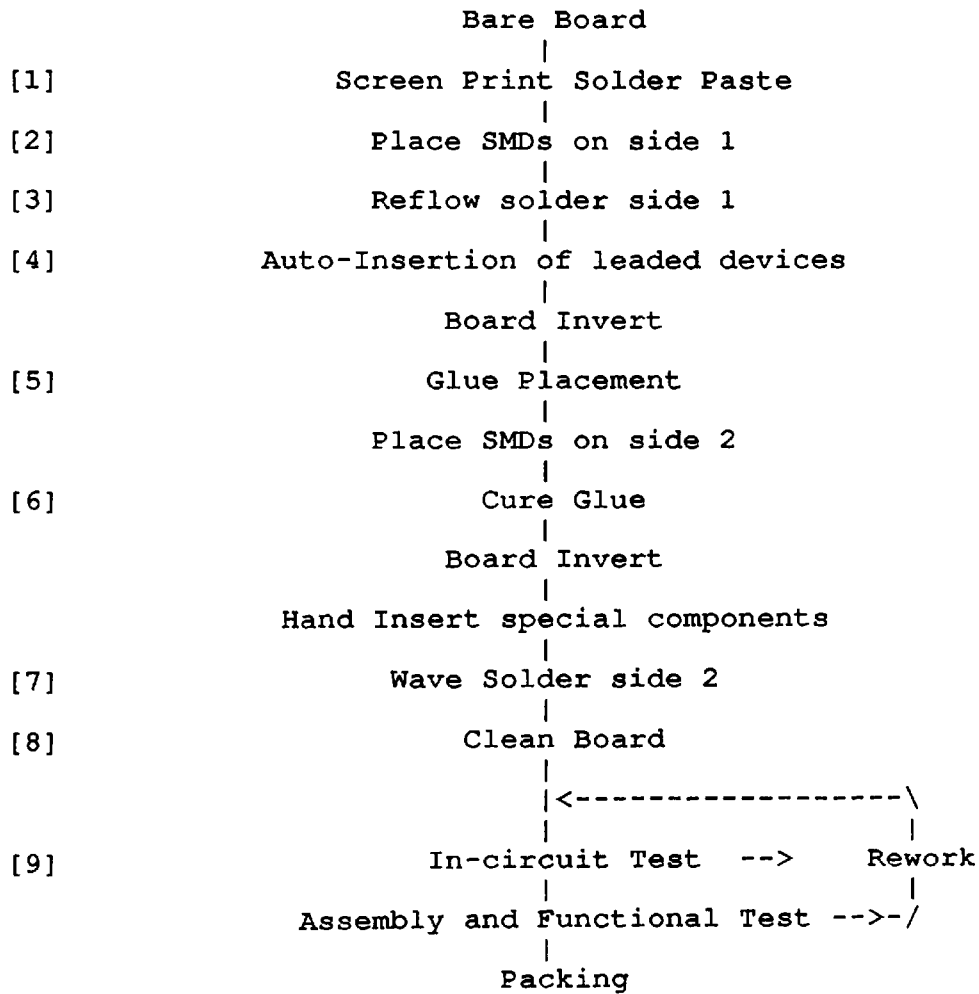 Bare Board
[1] Screen Print Solder Paste
[2] Place SMDs on side 1
[3] Reflow solder side 1
[4] Auto-Insertion of leaded devices
Board Invert
[5] Glue Placement
Place SMDs on side 2
[6] Cure Glue
Board Invert
Hand Insert special components
[7] Wave Solder side 2
[8] Clean Board
|<-------------------\
[9] In-circuit Test --> Rework
Assembly and Functional Test -->-/
Packing